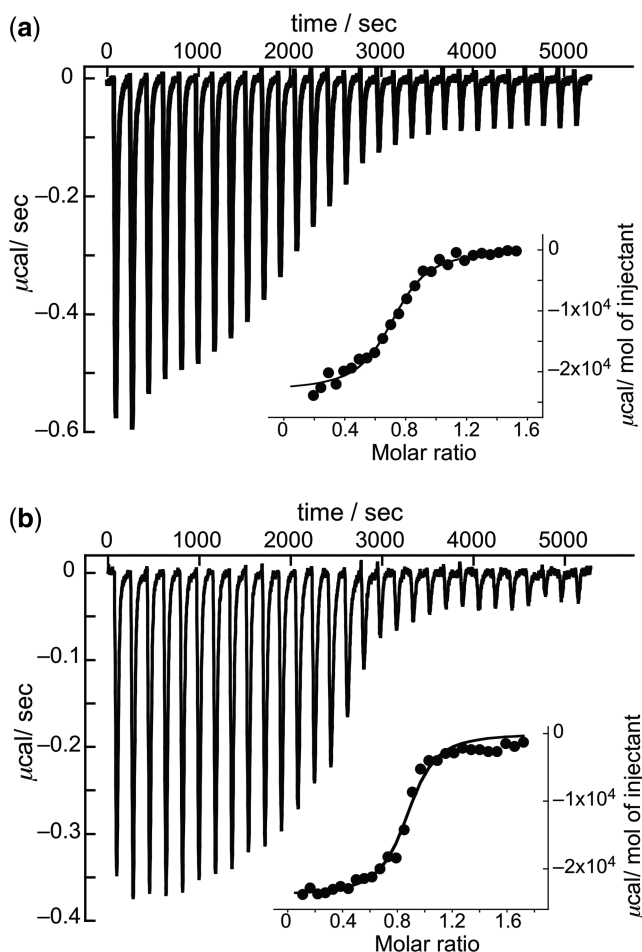 (a)
time / sec
0 1000 2000 3000 4000 5000
0
–0.2
–0.4
–0.6
μcal/ sec
0
–1x10⁴
–2x10⁴
μcal/ mol of injectant
0 0.4 0.8 1.2 1.6
Molar ratio
(b)
time / sec
0 1000 2000 3000 4000 5000
0
–0.1
–0.2
–0.3
–0.4
μcal/ sec
0
–1x10⁴
–2x10⁴
μcal/ mol of injectant
0 0.4 0.8 1.2 1.6
Molar ratio